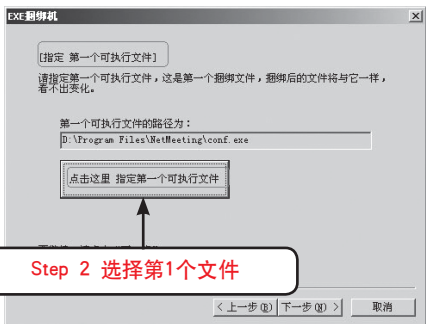 EXE捆绑机
[指定 第一个可执行文件]
请指定第一个可执行文件，这是第一个捆绑文件，捆绑后的文件将与它一样，
看不出变化。
第一个可执行文件的路径为：
D:\Program Files\NetMeeting\conf.exe
点击这里 指定第一个可执行文件
Step 2 选择第1个文件
<上一步(B) 下一步(N)> 取消